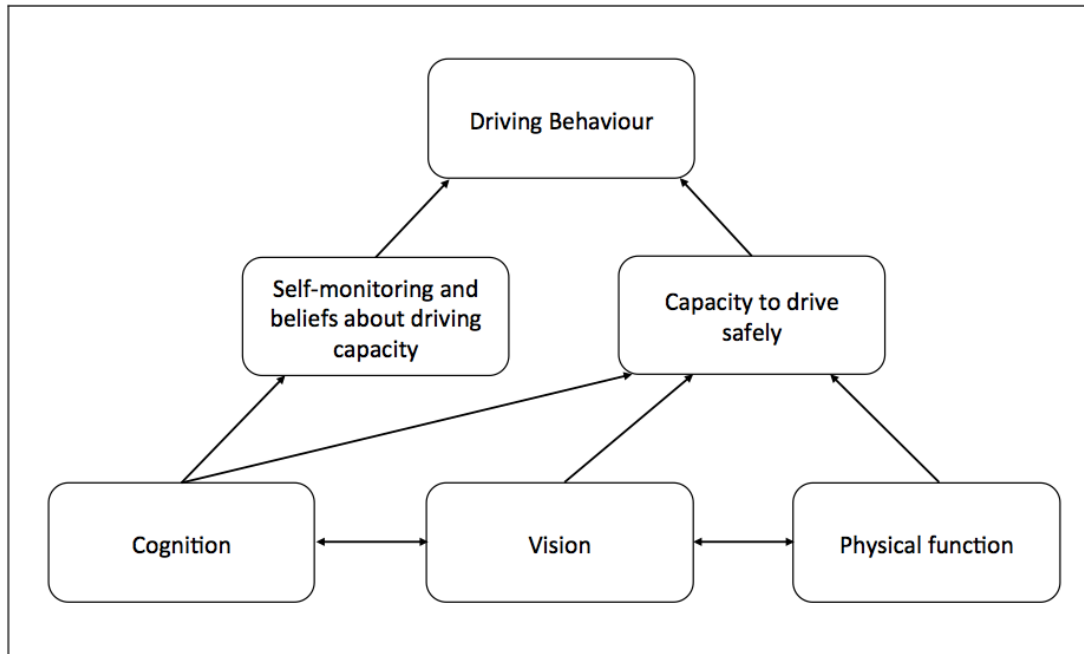 Driving Behaviour
Self-monitoring and
beliefs about driving
capacity
Capacity to drive
safely
Cognition
Vision
Physical function